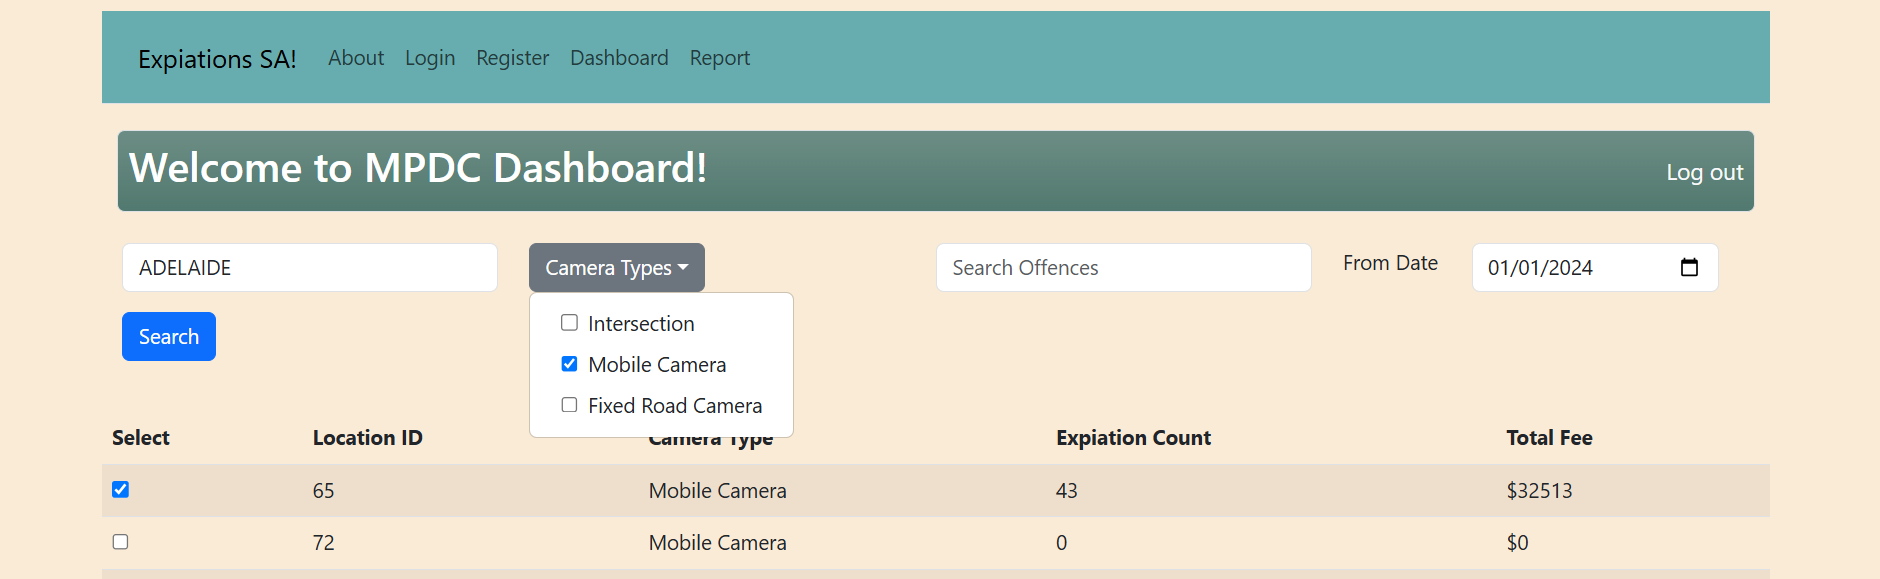 Expiations SA! About Login Register Dashboard Report
Welcome to MPDC Dashboard! Log out
ADELAIDE Camera Types Search Offences From Date 01/01/2024
Search
Intersection
Mobile Camera
Fixed Road Camera
Select Location ID Camera Type Expiation Count Total Fee
65 Mobile Camera 43 $32513
72 Mobile Camera 0 $0